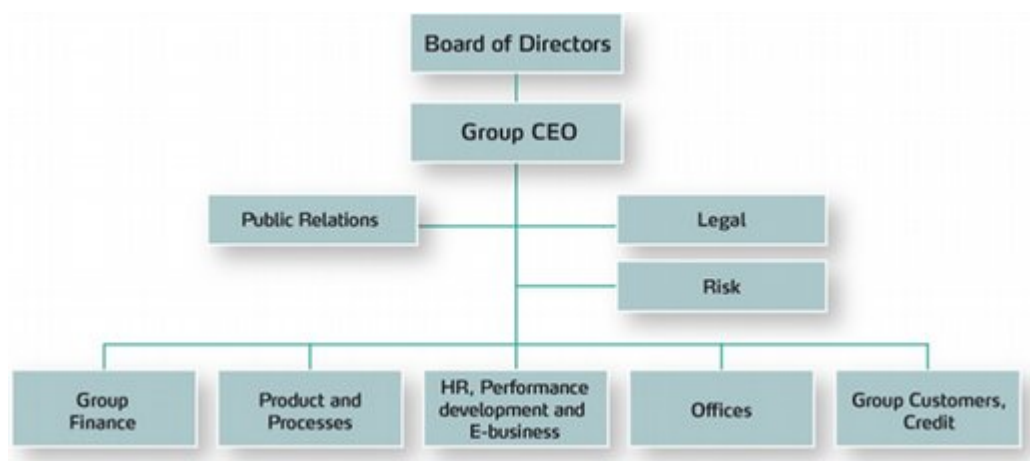 Board of Directors
Group CEO
Public Relations
Legal
Risk
Group
Finance
Product and
Processes
HR, Performance
development and
E-business
Offices
Group Customers,
Credit